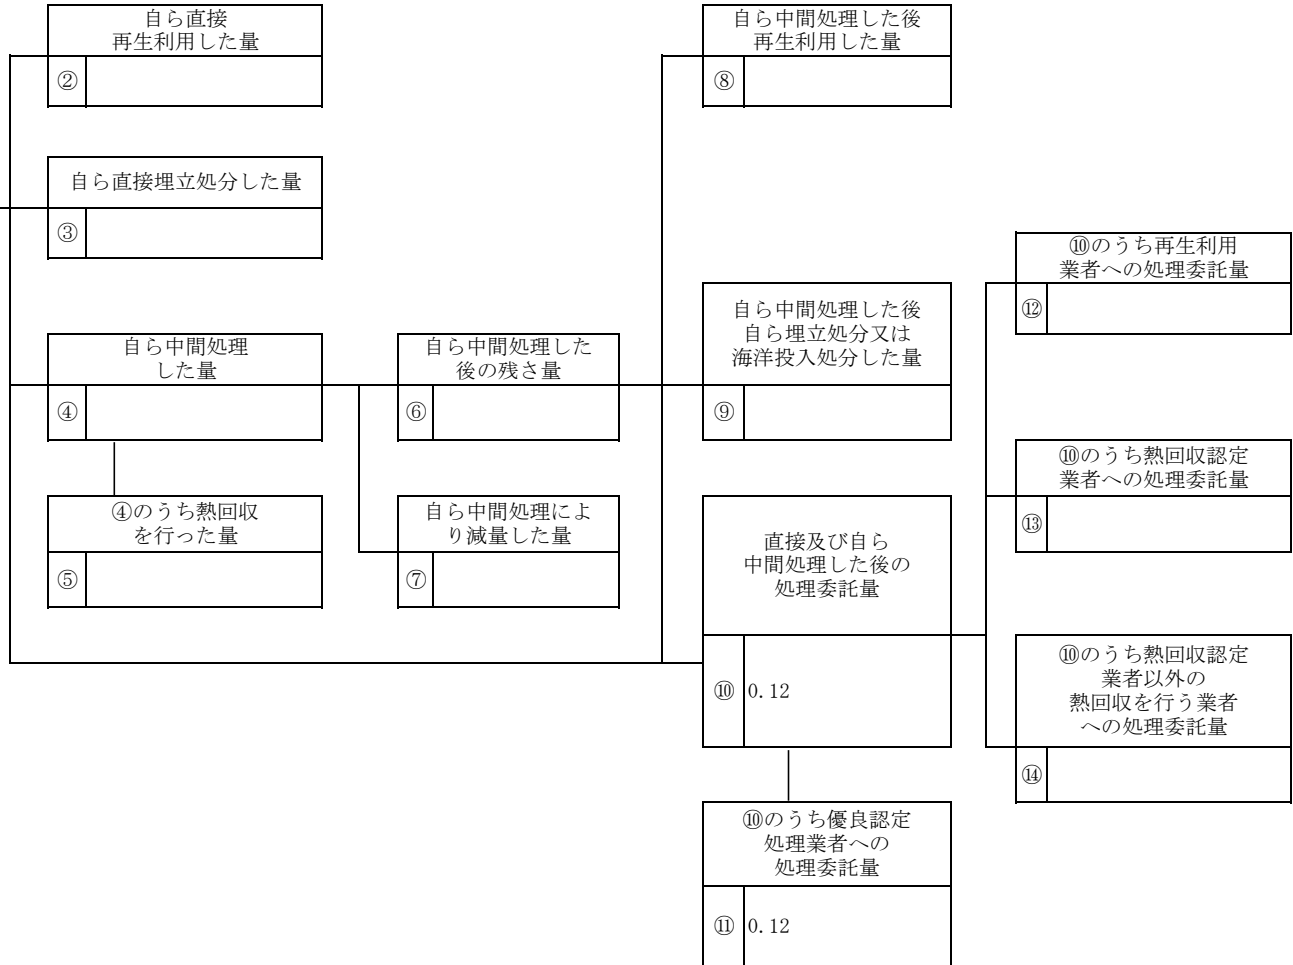 自ら直接
再生利用した量
②
自ら直接埋立処分した量
③
自ら中間処理
した量
④
④のうち熱回収
を行った量
⑤
自ら中間処理した
後の残さ量
⑥
自ら中間処理によ
り減量した量
⑦
自ら中間処理した後
再生利用した量
⑧
自ら中間処理した後
自ら埋立処分又は
海洋投入処分した量
⑨
直接及び自ら
中間処理した後の
処理委託量
⑩ 0.12
⑩のうち優良認定
処理業者への
処理委託量
⑪ 0.12
⑩のうち再生利用
業者への処理委託量
⑫
⑩のうち熱回収認定
業者への処理委託量
⑬
⑩のうち熱回収認定
業者以外の
熱回収を行う業者
への処理委託量
⑭